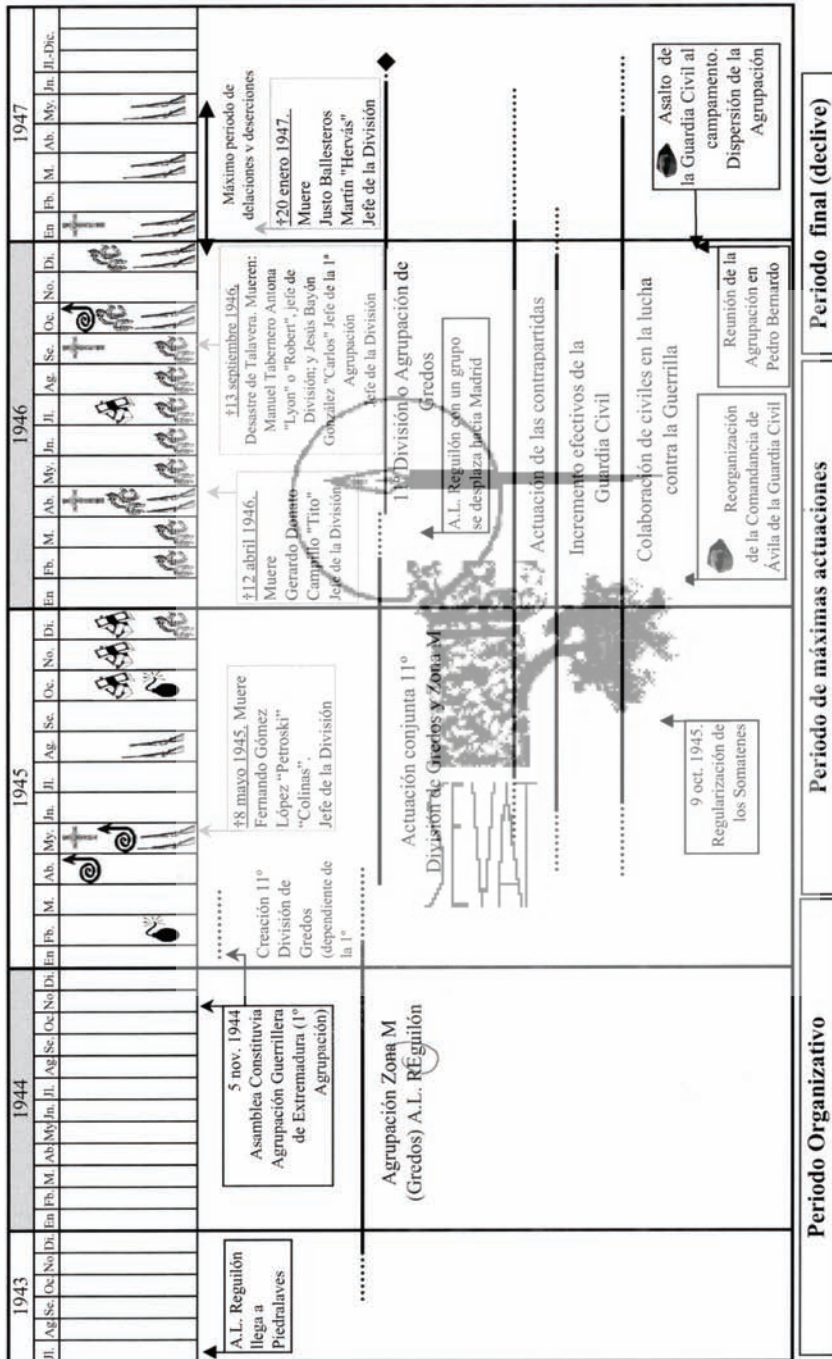 1943
1944
1945
1946
1947
Jl.
Ag.
Se.
Oc.
No.
Di.
En
Fb.
M.
Ab.
My
Jn.
Jl.
Ag.
Se.
Oc.
No.
Di.
En
Fb.
M.
Ab.
My.
Jn.
Jl.
Ag.
Se.
Oc.
No.
Di.
En
Fb.
M.
Ab.
My.
Jn.
Jl.
Ag.
Se.
Oc.
No.
Di.
En
Fb.
M.
Ab.
My.
Jn.
Jl.-Dic.
A.L. Reguilón
llega a
Piedralaves
5 nov. 1944
Asamblea Constituvia
Agrupación Guerrillera
de Extremadura (1º
Agrupación)
Creación 11º
División de
Gredos
(dependiente de
la 1º
†8 mayo 1945. Muere
Fernando Gómez
López “Petroski”
“Colinas”.
Jefe de la División
†12 abril 1946.
Muere
Gerardo Donato
Campillo "Tito"
Jefe de la División
†13 septiembre 1946.
Desastre de Talavera. Mueren:
Manuel Tabernero Antona
"Lyon" o "Robert", jefe de
División; y Jesús Bayón
González "Carlos" Jefe de la 1ª
Agrupación
Jefe de la División
Máximo periodo de
delaciones y deserciones
†20 enero 1947.
Muere
Justo Ballesteros
Martín "Hervás"
Jefe de la División
Agrupación Zona M
(Gredos) A.L. REguilón
Actuación conjunta 11º
División de Gredos y Zona M
11º División o Agrupación de
Gredos
A.L. Reguilón con un grupo
se desplaza hacia Madrid
Actuación de las contrapartidas
Incremento efectivos de la
Guardia Civil
Colaboración de civiles en la lucha
contra la Guerrilla
9 oct. 1945.
Regularización de
los Somatenes
Reorganización
de la Comandancia de
Ávila de la Guardia Civil
Reunión de la
Agrupación en
Pedro Bernardo
Asalto de
la Guardia Civil al
campamento.
Dispersión de la
Agrupación
Periodo Organizativo
Periodo de máximas actuaciones
Periodo final (declive)